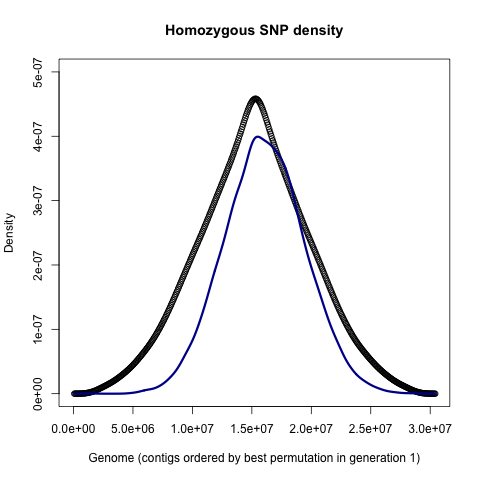 Homozygous SNP density
Density
5e-07
4e-07
3e-07
2e-07
1e-07
0e+00
0.0e+00 5.0e+06 1.0e+07 1.5e+07 2.0e+07 2.5e+07 3.0e+07
Genome (contigs ordered by best permutation in generation 1)